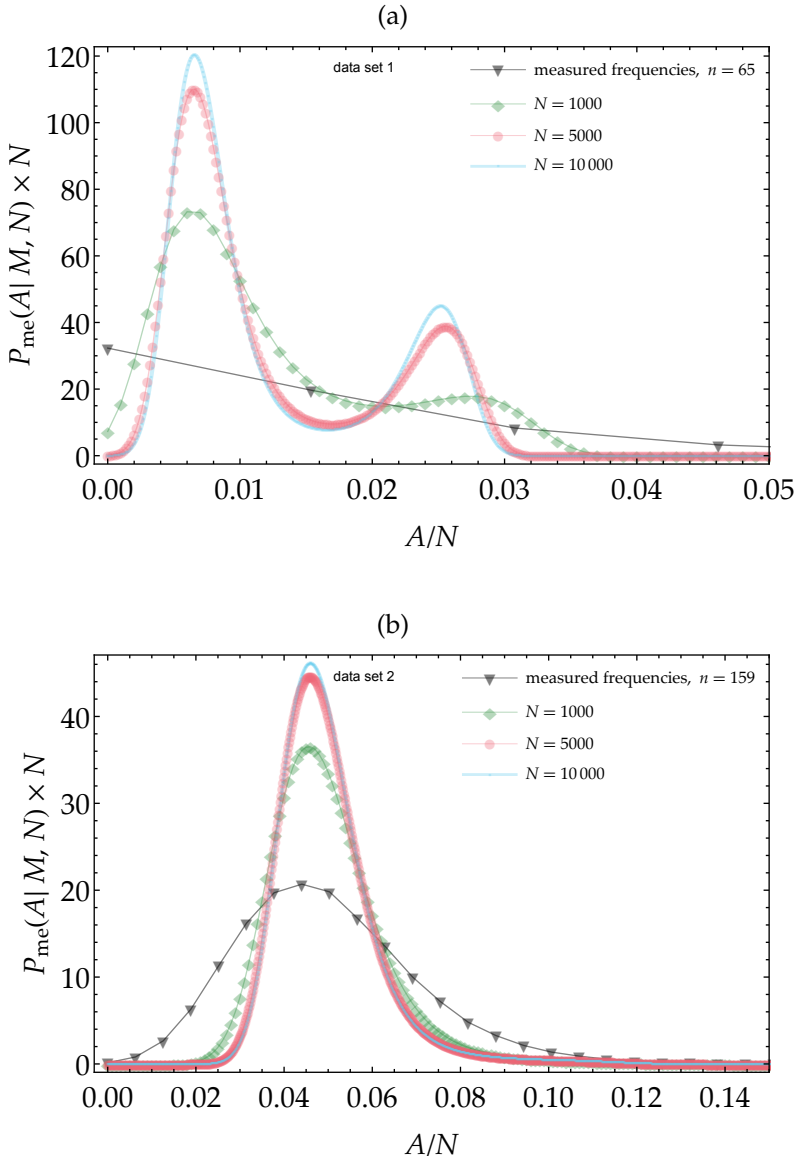 (a)
data set 1
measured frequencies, n = 65
N = 1000
N = 5000
N = 10 000
P_me(A| M, N) × N
120
100
80
60
40
20
0
0.00 0.01 0.02 0.03 0.04 0.05
A/N
(b)
data set 2
measured frequencies, n = 159
N = 1000
N = 5000
N = 10 000
P_me(A| M, N) × N
40
30
20
10
0
0.00 0.02 0.04 0.06 0.08 0.10 0.12 0.14
A/N